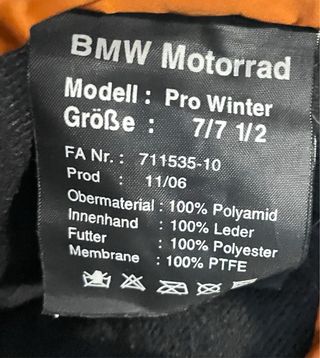 BMW Motorrad
Modell : Pro Winter
Größe : 7/7 1/2
FA Nr. : 711535-10
Prod : 11/06
Obermaterial : 100% Polyamid
Innenhand : 100% Leder
Futter : 100% Polyester
Membrane : 100% PTFE